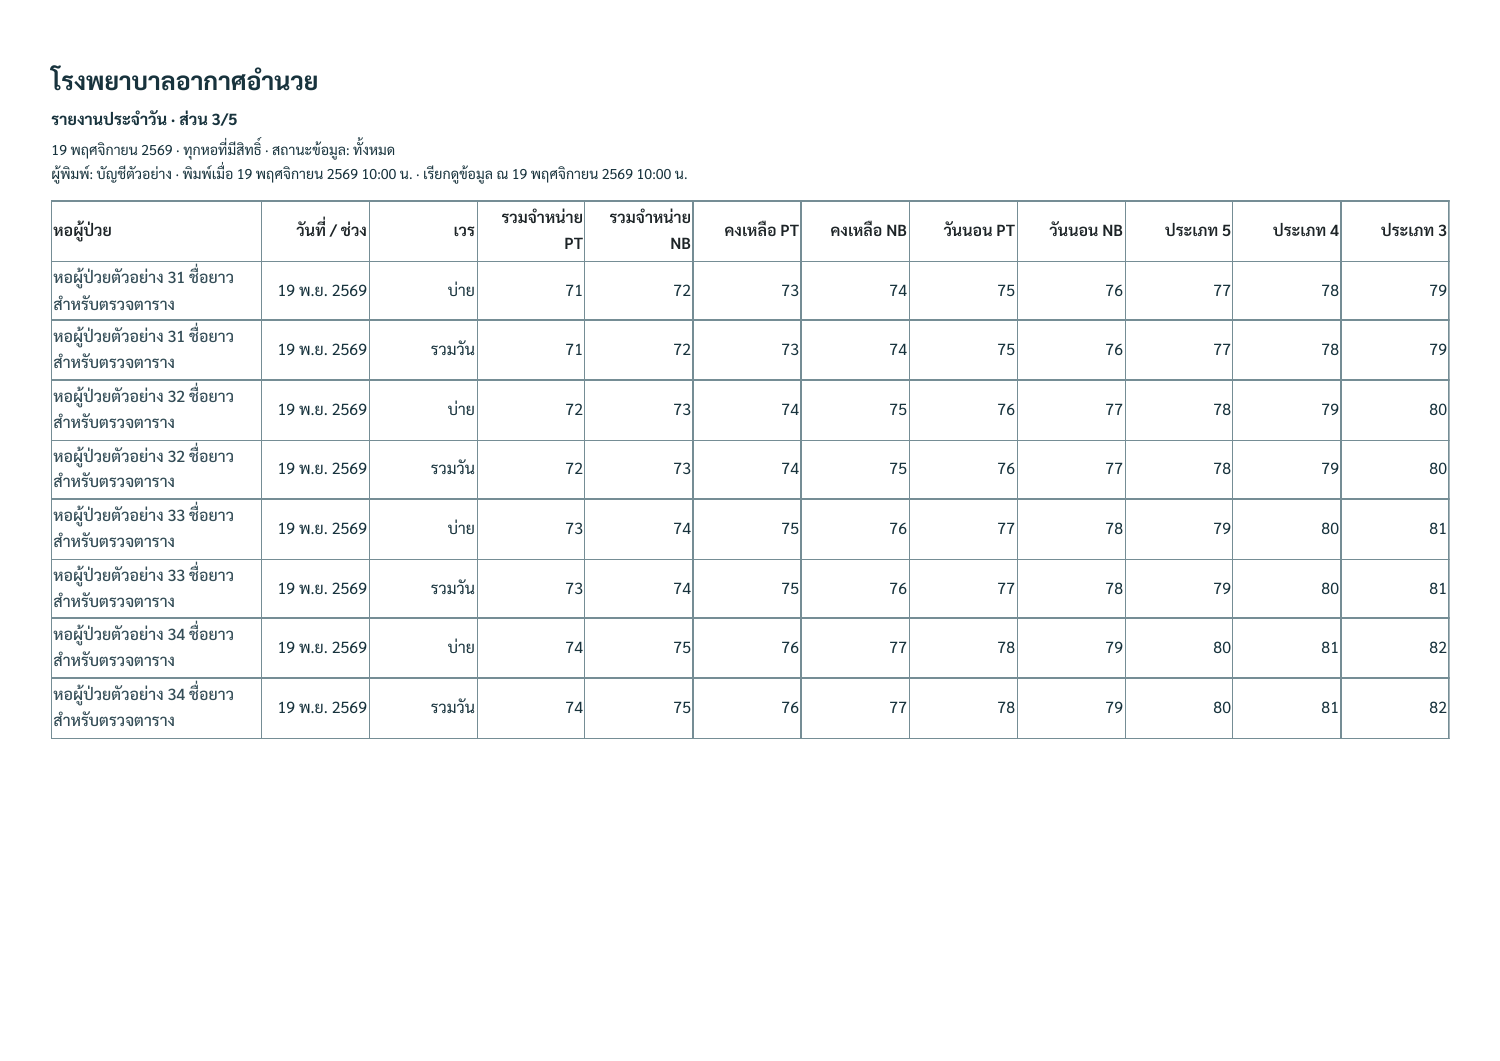 โรงพยาบาลอากาศอำนวย
รายงานประจำวัน · ส่วน 3/5
19 พฤศจิกายน 2569 · ทุกหอที่มีสิทธิ์ · สถานะข้อมูล: ทั้งหมด
ผู้พิมพ์: บัญชีตัวอย่าง · พิมพ์เมื่อ 19 พฤศจิกายน 2569 10:00 น. · เรียกดูข้อมูล ณ 19 พฤศจิกายน 2569 10:00 น.
หอผู้ป่วย วันที่ / ช่วง เวร รวมจำหน่าย PT รวมจำหน่าย NB คงเหลือ PT คงเหลือ NB วันนอน PT วันนอน NB ประเภท 5 ประเภท 4 ประเภท 3
หอผู้ป่วยตัวอย่าง 31 ชื่อยาว
สำหรับตรวจตาราง 19 พ.ย. 2569 บ่าย 71 72 73 74 75 76 77 78 79
หอผู้ป่วยตัวอย่าง 31 ชื่อยาว
สำหรับตรวจตาราง 19 พ.ย. 2569 รวมวัน 71 72 73 74 75 76 77 78 79
หอผู้ป่วยตัวอย่าง 32 ชื่อยาว
สำหรับตรวจตาราง 19 พ.ย. 2569 บ่าย 72 73 74 75 76 77 78 79 80
หอผู้ป่วยตัวอย่าง 32 ชื่อยาว
สำหรับตรวจตาราง 19 พ.ย. 2569 รวมวัน 72 73 74 75 76 77 78 79 80
หอผู้ป่วยตัวอย่าง 33 ชื่อยาว
สำหรับตรวจตาราง 19 พ.ย. 2569 บ่าย 73 74 75 76 77 78 79 80 81
หอผู้ป่วยตัวอย่าง 33 ชื่อยาว
สำหรับตรวจตาราง 19 พ.ย. 2569 รวมวัน 73 74 75 76 77 78 79 80 81
หอผู้ป่วยตัวอย่าง 34 ชื่อยาว
สำหรับตรวจตาราง 19 พ.ย. 2569 บ่าย 74 75 76 77 78 79 80 81 82
หอผู้ป่วยตัวอย่าง 34 ชื่อยาว
สำหรับตรวจตาราง 19 พ.ย. 2569 รวมวัน 74 75 76 77 78 79 80 81 82